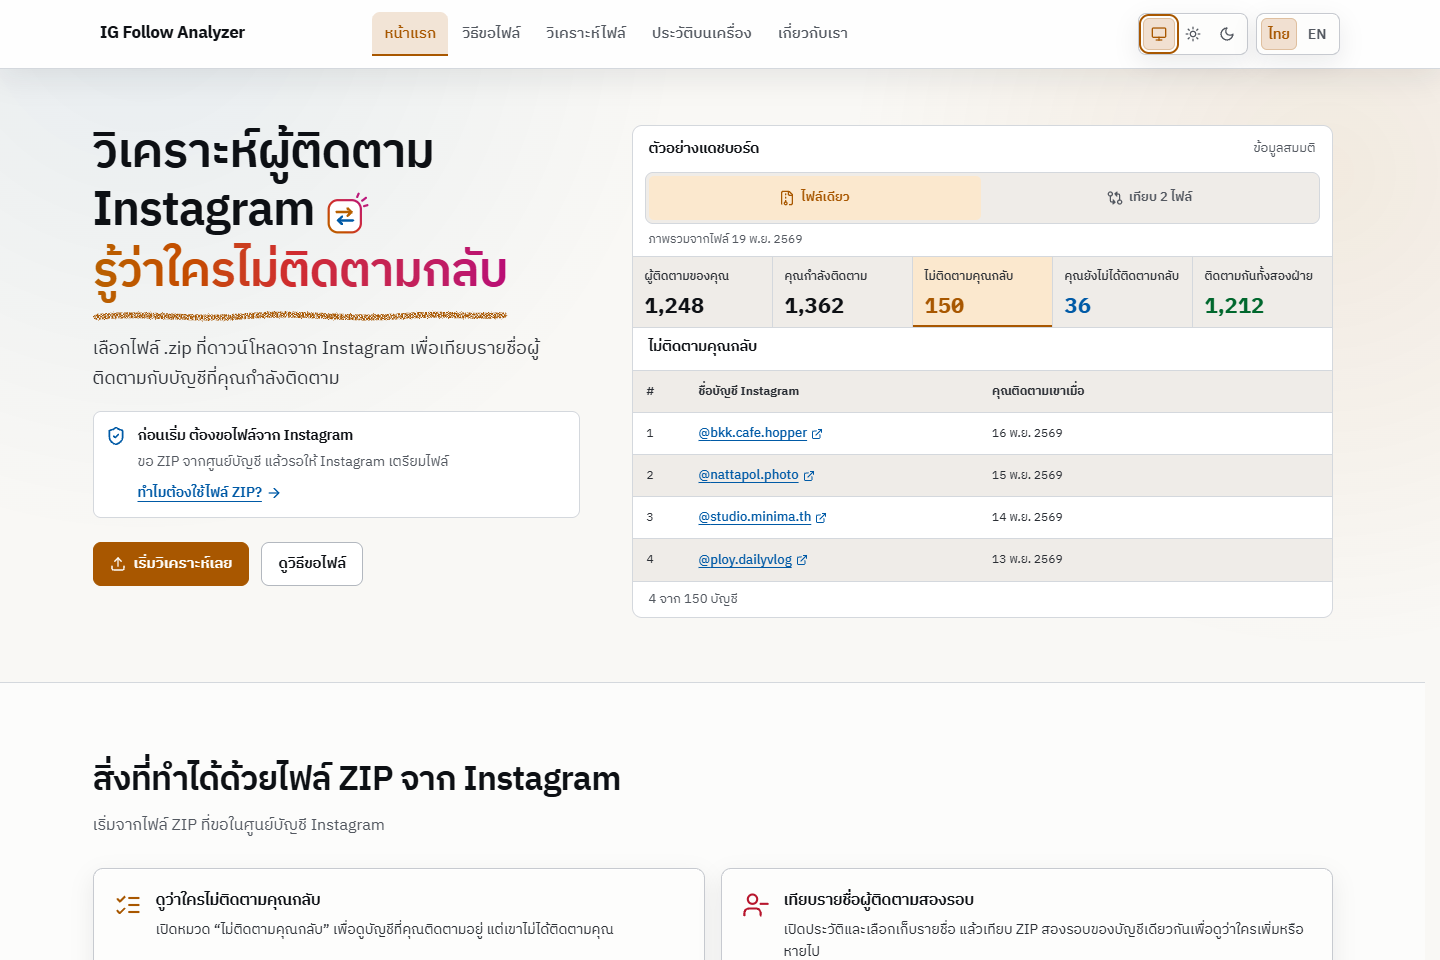 IG Follow Analyzer
หน้าแรก
วิธีขอไฟล์
วิเคราะห์ไฟล์
ประวัติบนเครื่อง
เกี่ยวกับเรา
ไทย
EN
วิเคราะห์ผู้ติดตาม
Instagram
รู้ว่าใครไม่ติดตามกลับ
เลือกไฟล์ .zip ที่ดาวน์โหลดจาก Instagram เพื่อเทียบรายชื่อผู้
ติดตามกับบัญชีที่คุณกำลังติดตาม
ก่อนเริ่ม ต้องขอไฟล์จาก Instagram
ขอ ZIP จากศูนย์บัญชี แล้วรอให้ Instagram เตรียมไฟล์
ทำไมต้องใช้ไฟล์ ZIP?
เริ่มวิเคราะห์เลย
ดูวิธีขอไฟล์
ตัวอย่างแดชบอร์ด
ข้อมูลสมมติ
ไฟล์เดียว
เทียบ 2 ไฟล์
ภาพรวมจากไฟล์ 19 พ.ย. 2569
ผู้ติดตามของคุณ
1,248
คุณกำลังติดตาม
1,362
ไม่ติดตามคุณกลับ
150
คุณยังไม่ได้ติดตามกลับ
36
ติดตามกันทั้งสองฝ่าย
1,212
ไม่ติดตามคุณกลับ
# ชื่อบัญชี Instagram คุณติดตามเขาเมื่อ
1 @bkk.cafe.hopper 16 พ.ย. 2569
2 @nattapol.photo 15 พ.ย. 2569
3 @studio.minima.th 14 พ.ย. 2569
4 @ploy.dailyvlog 13 พ.ย. 2569
4 จาก 150 บัญชี
สิ่งที่ทำได้ด้วยไฟล์ ZIP จาก Instagram
เริ่มจากไฟล์ ZIP ที่ขอในศูนย์บัญชี Instagram
ดูว่าใครไม่ติดตามคุณกลับ
เปิดหมวด “ไม่ติดตามคุณกลับ” เพื่อดูบัญชีที่คุณติดตามอยู่ แต่เขาไม่ได้ติดตามคุณ
เทียบรายชื่อผู้ติดตามสองรอบ
เปิดประวัติและเลือกเก็บรายชื่อ แล้วเทียบ ZIP สองรอบของบัญชีเดียวกันเพื่อดูว่าใครเพิ่มหรือ
หายไป